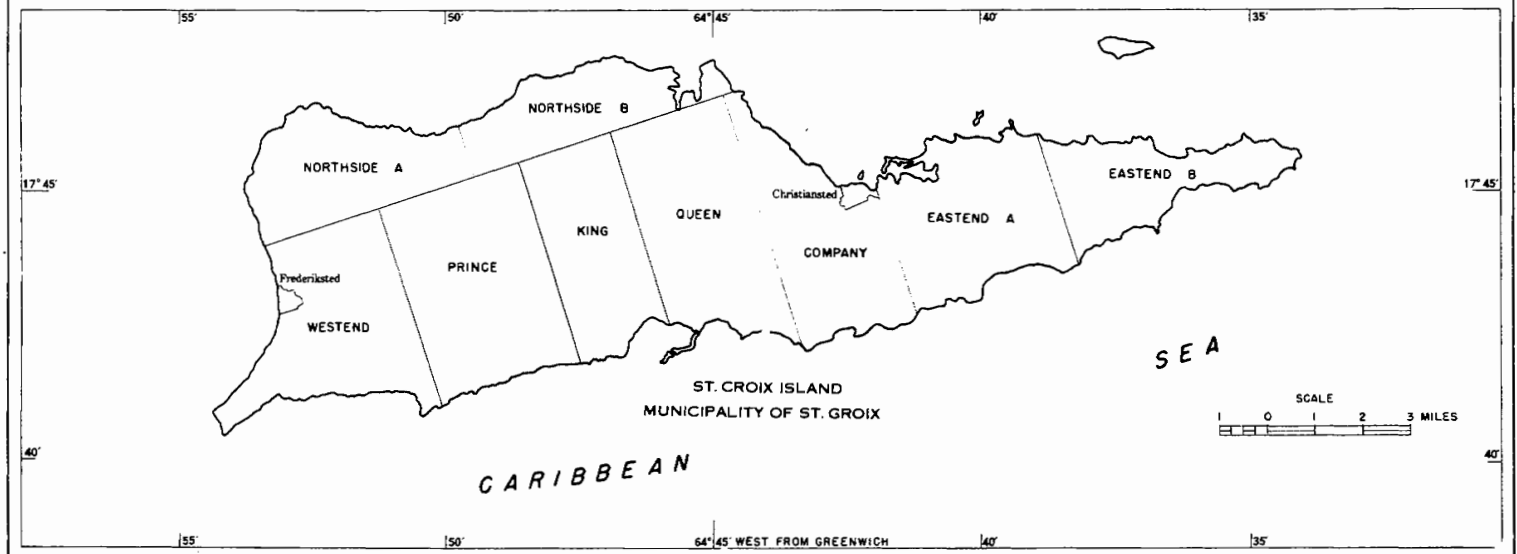 55' 50' 64° 45' 40' 35'
NORTHSIDE B
NORTHSIDE A
EASTEND B
17° 45' 17° 45'
Christiansted
QUEEN
EASTEND A
KING
COMPANY
PRINCE
Frederiksted
WESTEND
SEA
ST. CROIX ISLAND
MUNICIPALITY OF ST. GROIX
SCALE
1 0 1 2 3 MILES
40' 40'
CARIBBEAN
55' 50' 64° 45' WEST FROM GREENWICH 40' 35'